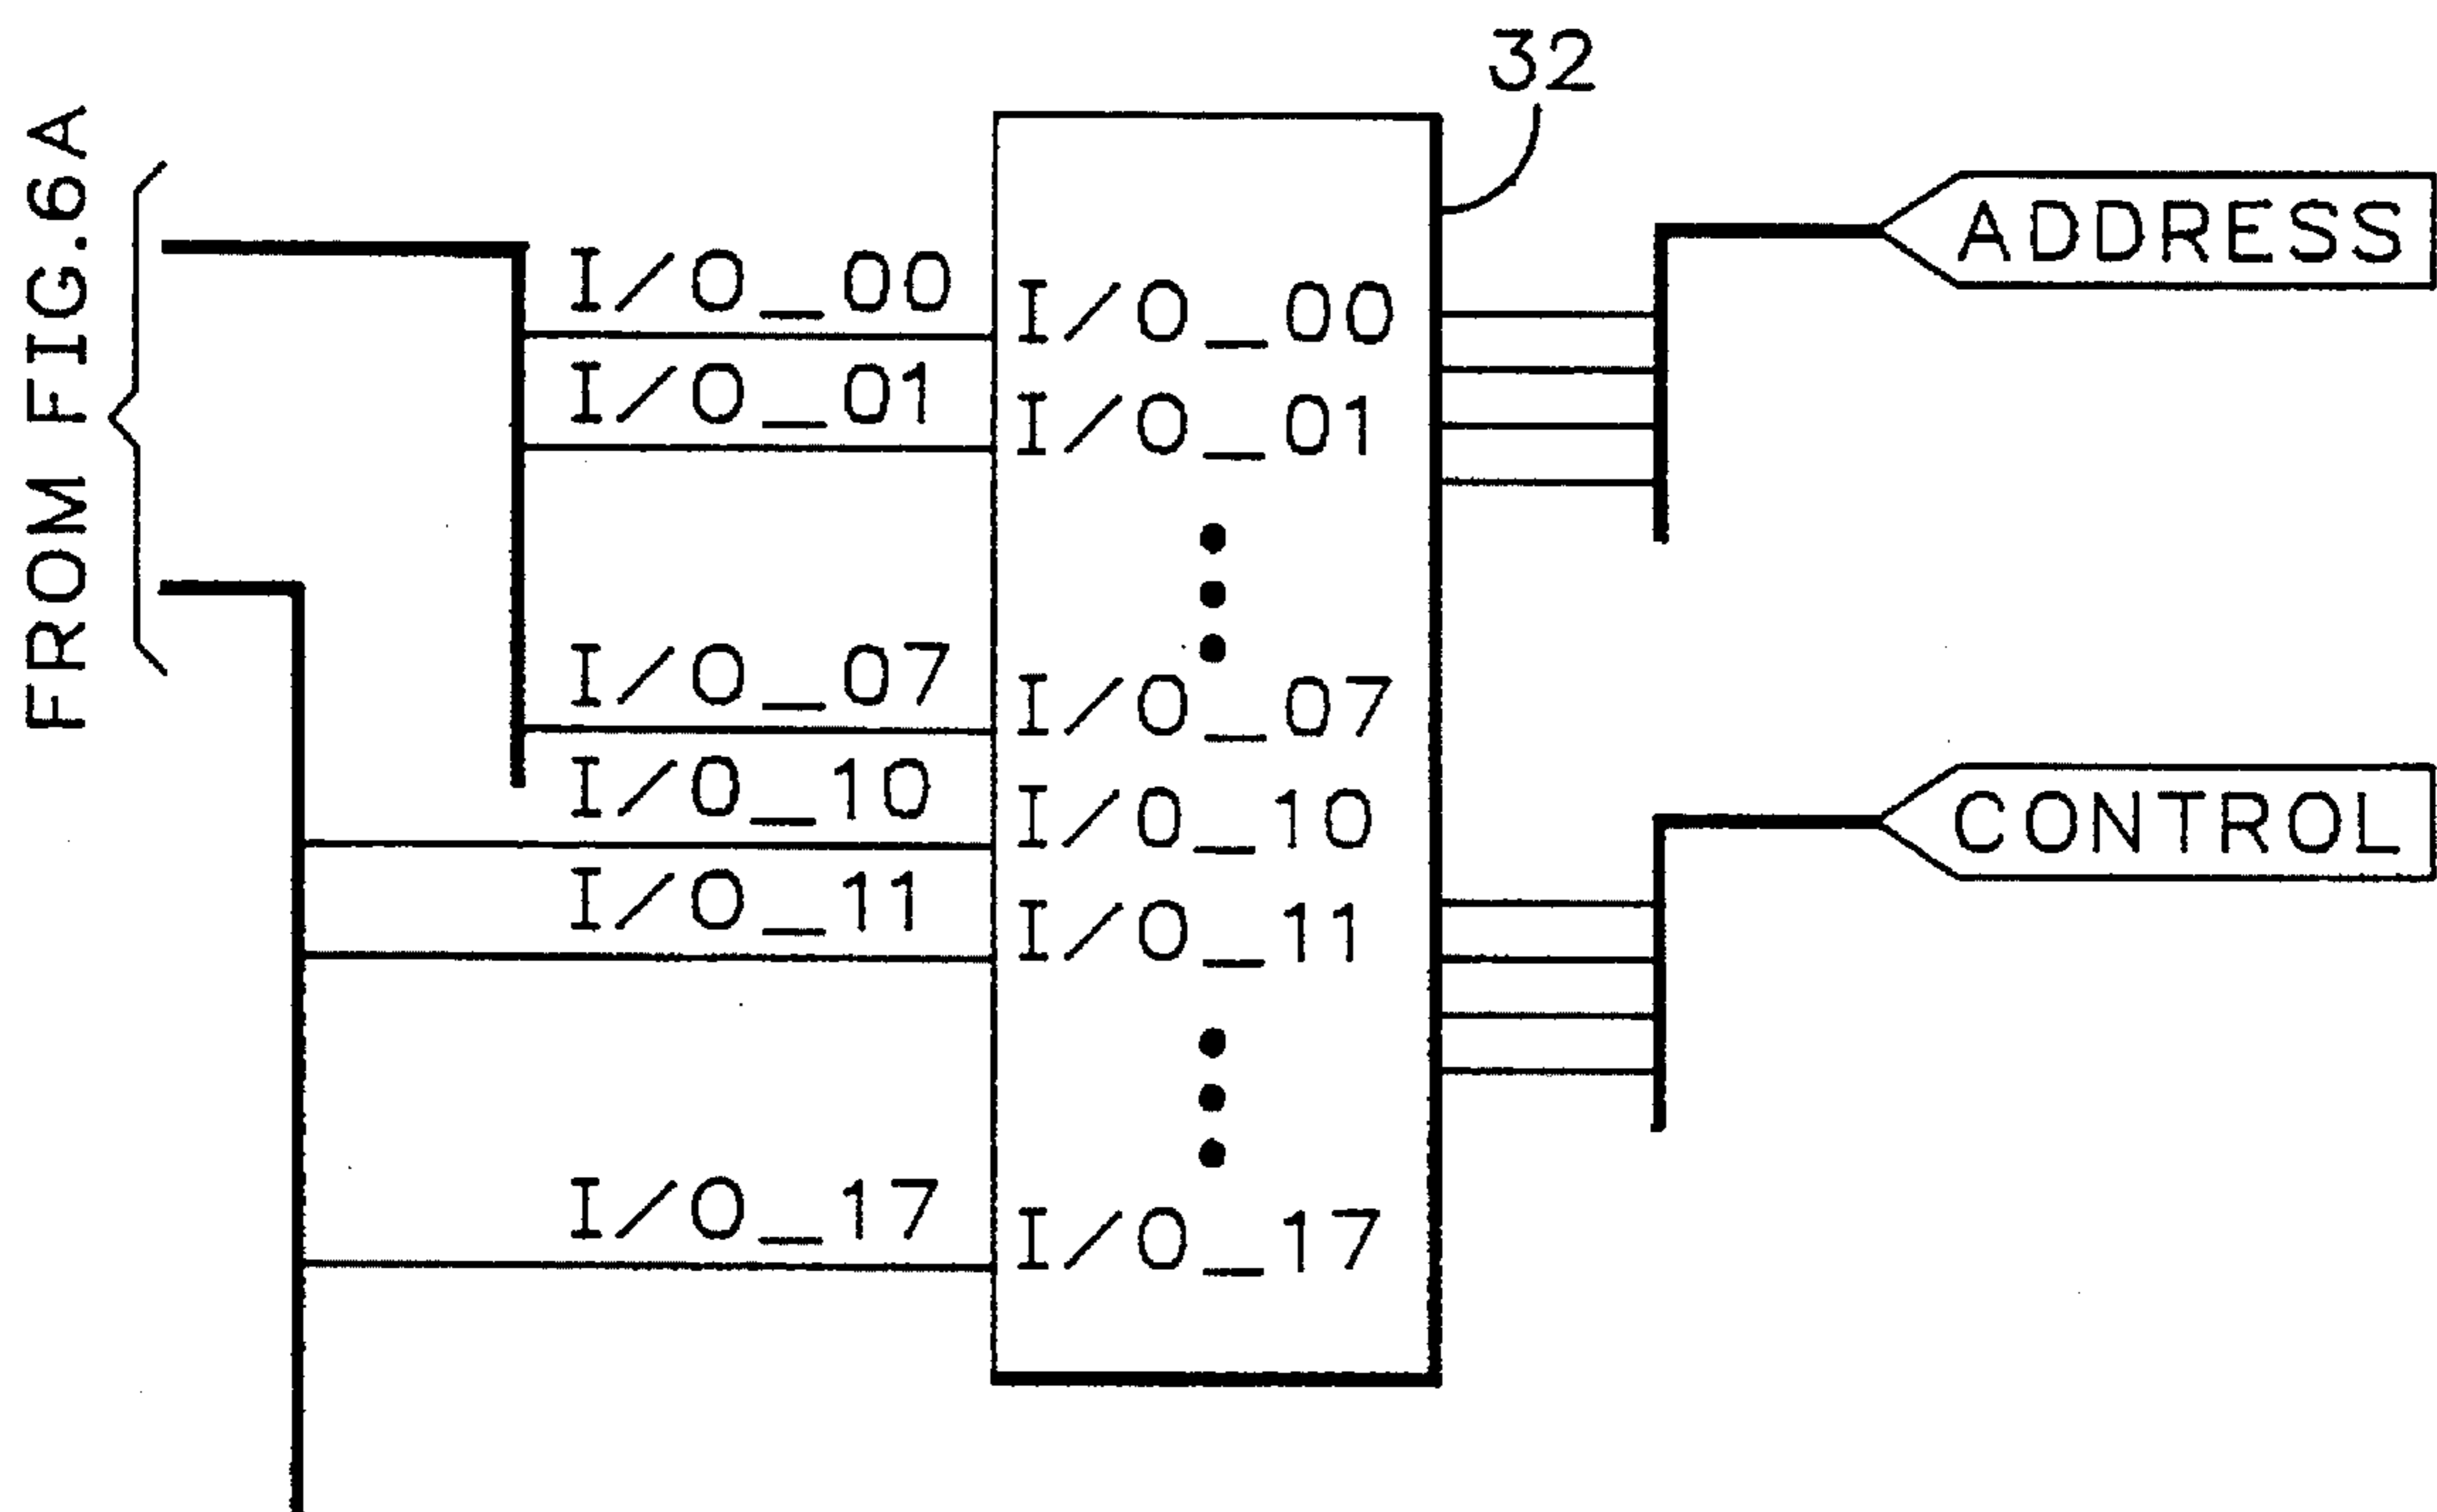 FROM FIG.6A
32
I/O_00
I/O_01
I/O_07
I/O_10
I/O_11
I/O_17
I/O_00
I/O_01
I/O_07
I/O_10
I/O_11
I/O_17
ADDRESS
CONTROL